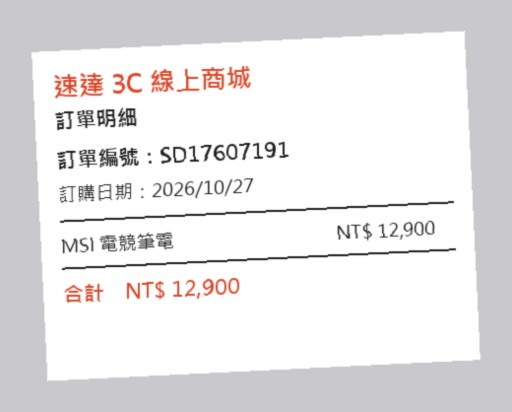 速達 3C 線上商城
訂單明細
訂單編號：SD17607191
訂購日期：2026/10/27
MSI 電競筆電 NT$ 12,900
合計 NT$ 12,900